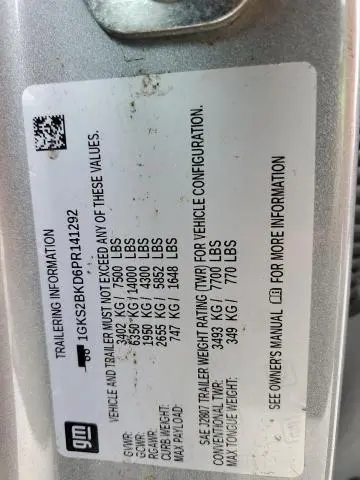 gm
TRAILERING INFORMATION
1GKS2BKD6PR141292
VEHICLE AND TRAILER MUST NOT EXCEED ANY OF THESE VALUES.
GVWR: 3402 KG / 7500 LBS
GCWR: 6350 KG / 14000 LBS
RGAWR: 1950 KG / 4300 LBS
CURB WEIGHT: 2655 KG / 5852 LBS
MAX PAYLOAD: 747 KG / 1648 LBS
SAE J2807 TRAILER WEIGHT RATING (TWR) FOR VEHICLE CONFIGURATION.
CONVENTIONAL TWR: 3493 KG / 7700 LBS
MAX TONGUE WEIGHT: 349 KG / 770 LBS
SEE OWNER'S MANUAL FOR MORE INFORMATION